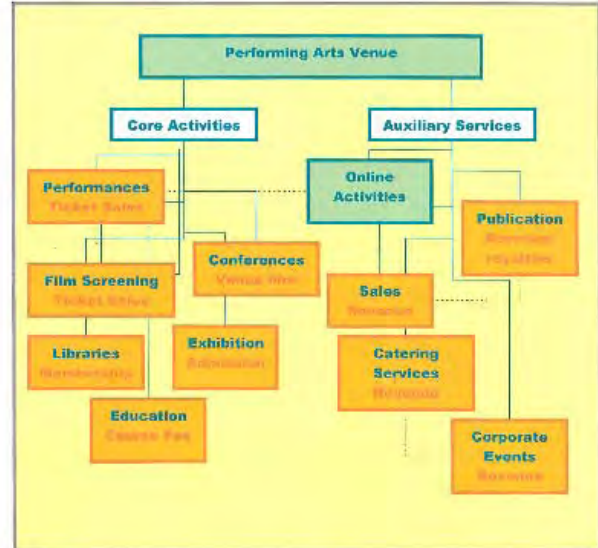 Performing Arts Venue
Core Activities
Auxiliary Services
Performances
Ticket Sales
Online
Activities
Publication
royalties
Film Screening
Ticket Sales
Conferences
Venue Hire
Sales
Revenue
Libraries
Membership
Exhibition
Admission
Catering
Services
Revenue
Education
Course Fee
Corporate
Events
Revenue